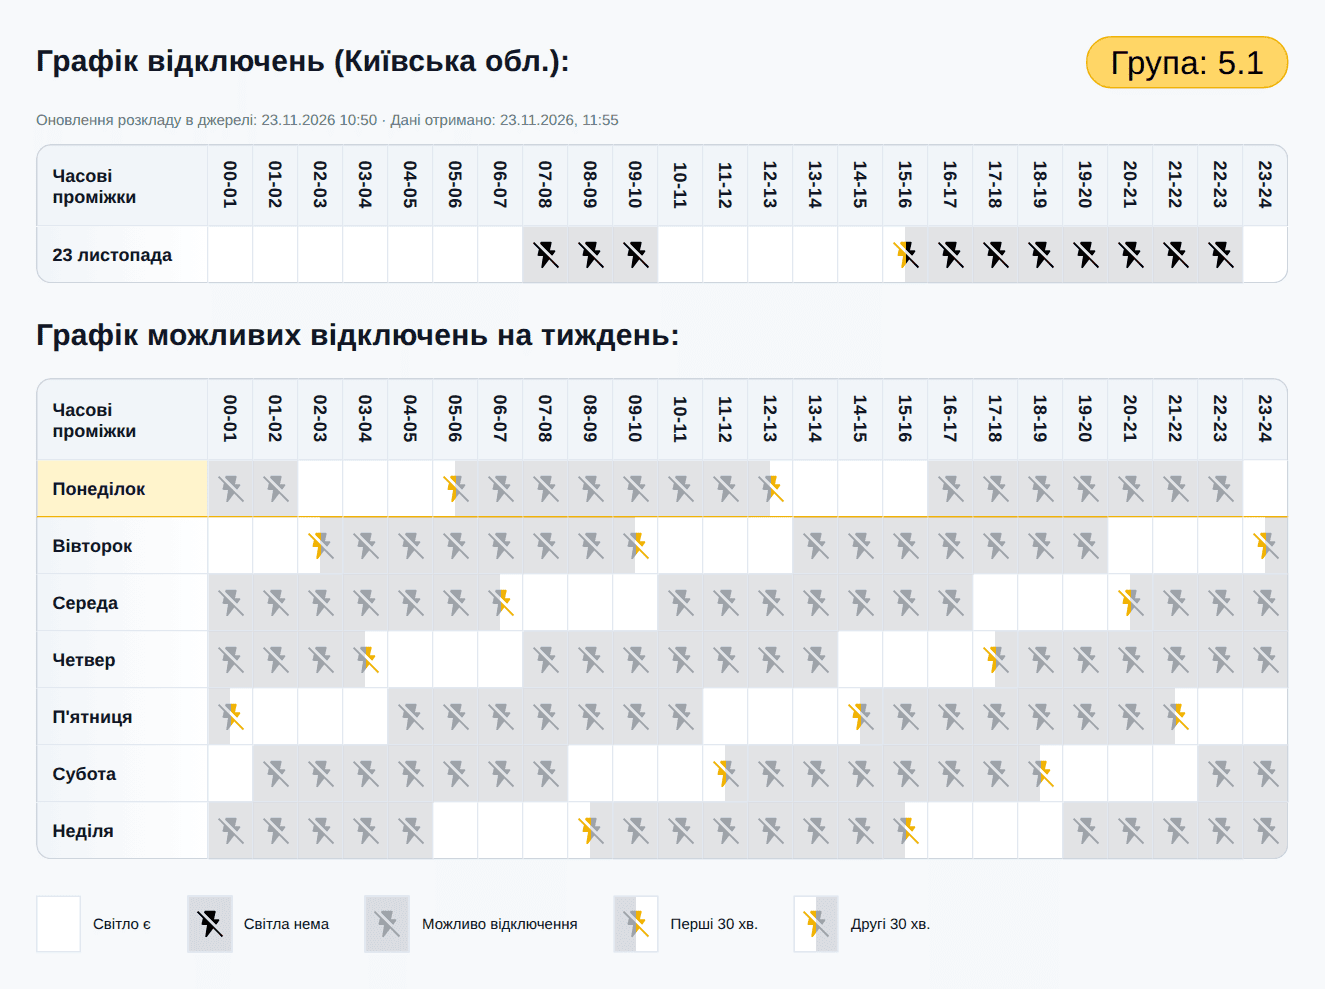 Графік відключень (Київська обл.):
Група: 5.1
Оновлення розкладу в джерелі: 23.11.2026 10:50 · Дані отримано: 23.11.2026, 11:55
Часові проміжки 00-01 01-02 02-03 03-04 04-05 05-06 06-07 07-08 08-09 09-10 10-11 11-12 12-13 13-14 14-15 15-16 16-17 17-18 18-19 19-20 20-21 21-22 22-23 23-24
23 листопада
Графік можливих відключень на тиждень:
Часові проміжки 00-01 01-02 02-03 03-04 04-05 05-06 06-07 07-08 08-09 09-10 10-11 11-12 12-13 13-14 14-15 15-16 16-17 17-18 18-19 19-20 20-21 21-22 22-23 23-24
Понеділок
Вівторок
Середа
Четвер
П'ятниця
Субота
Неділя
Світло є Світла нема Можливо відключення Перші 30 хв. Другі 30 хв.